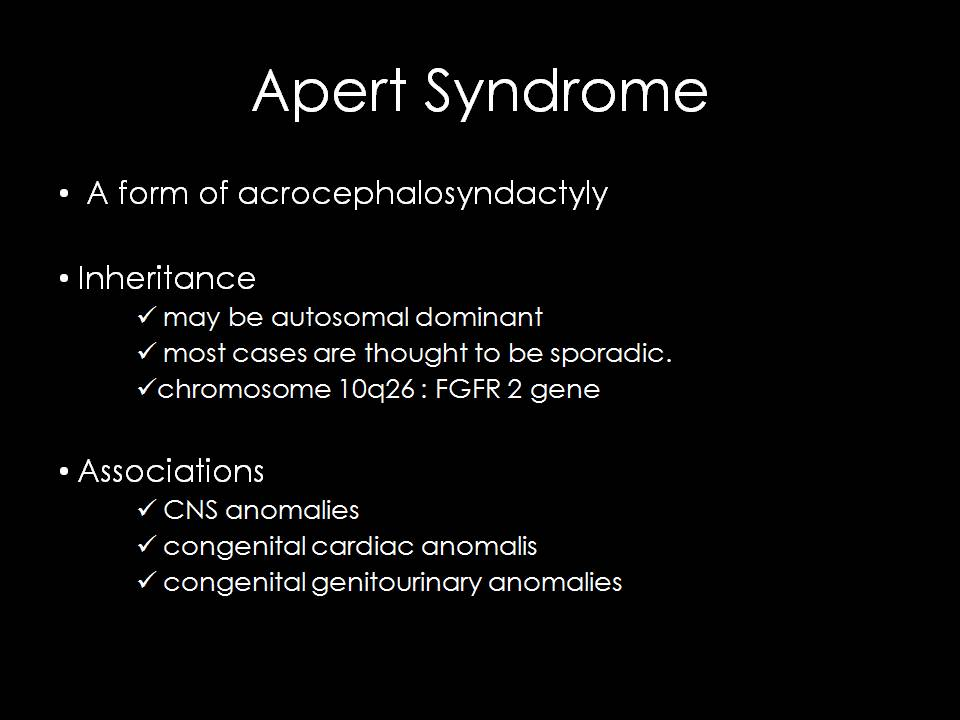 Apert Syndrome
• A form of acrocephalosyndactyly
• Inheritance
✓ may be autosomal dominant
✓ most cases are thought to be sporadic.
✓chromosome 10q26 : FGFR 2 gene
• Associations
✓ CNS anomalies
✓ congenital cardiac anomalis
✓ congenital genitourinary anomalies